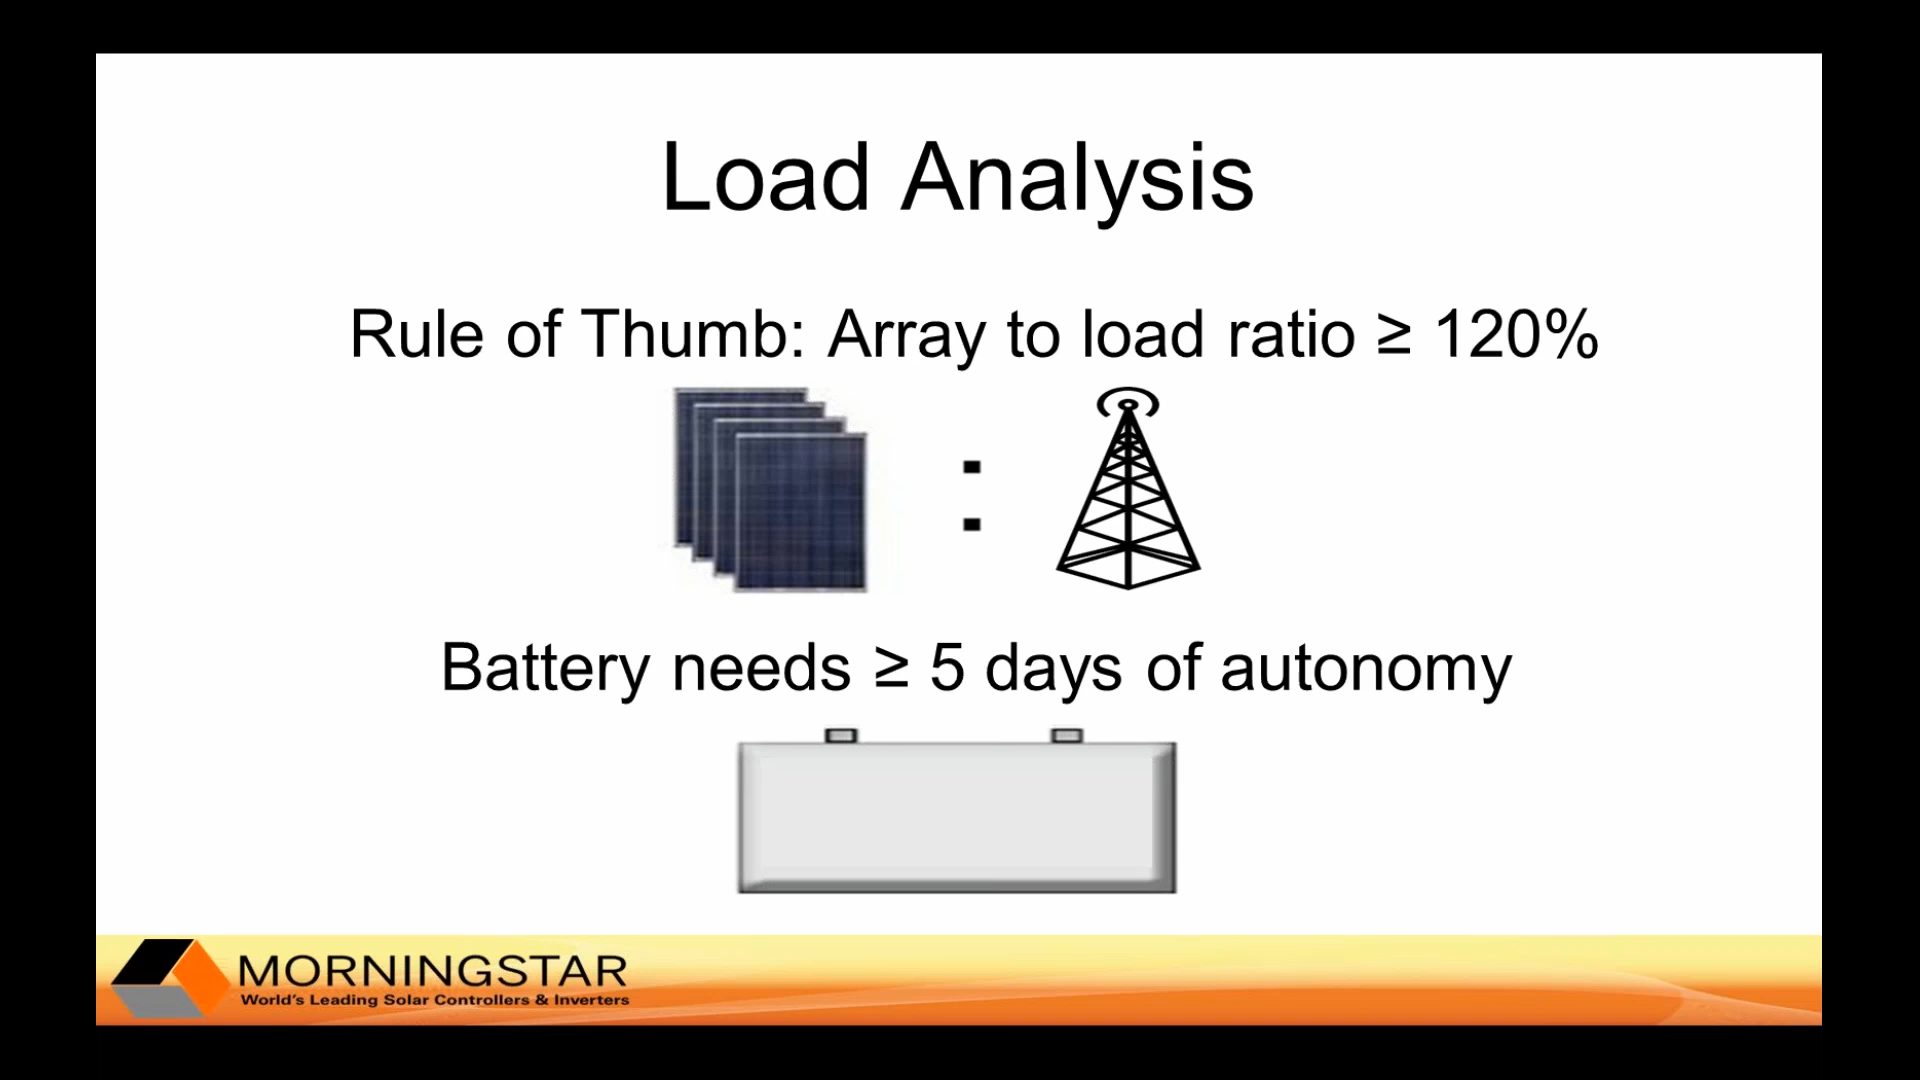 Load Analysis
Rule of Thumb: Array to load ratio ≥ 120%
:
Battery needs ≥ 5 days of autonomy
MORNINGSTAR
World's Leading Solar Controllers & Inverters